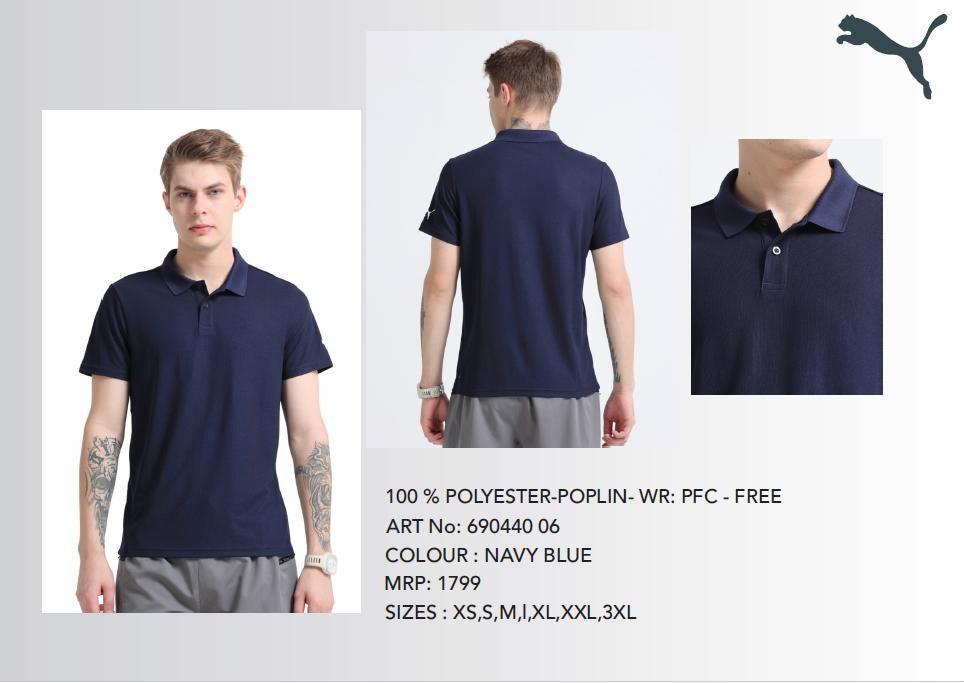 100 % POLYESTER-POPLIN- WR: PFC - FREE
ART No: 690440 06
COLOUR : NAVY BLUE
MRP: 1799
SIZES : XS,S,M,l,XL,XXL,3XL